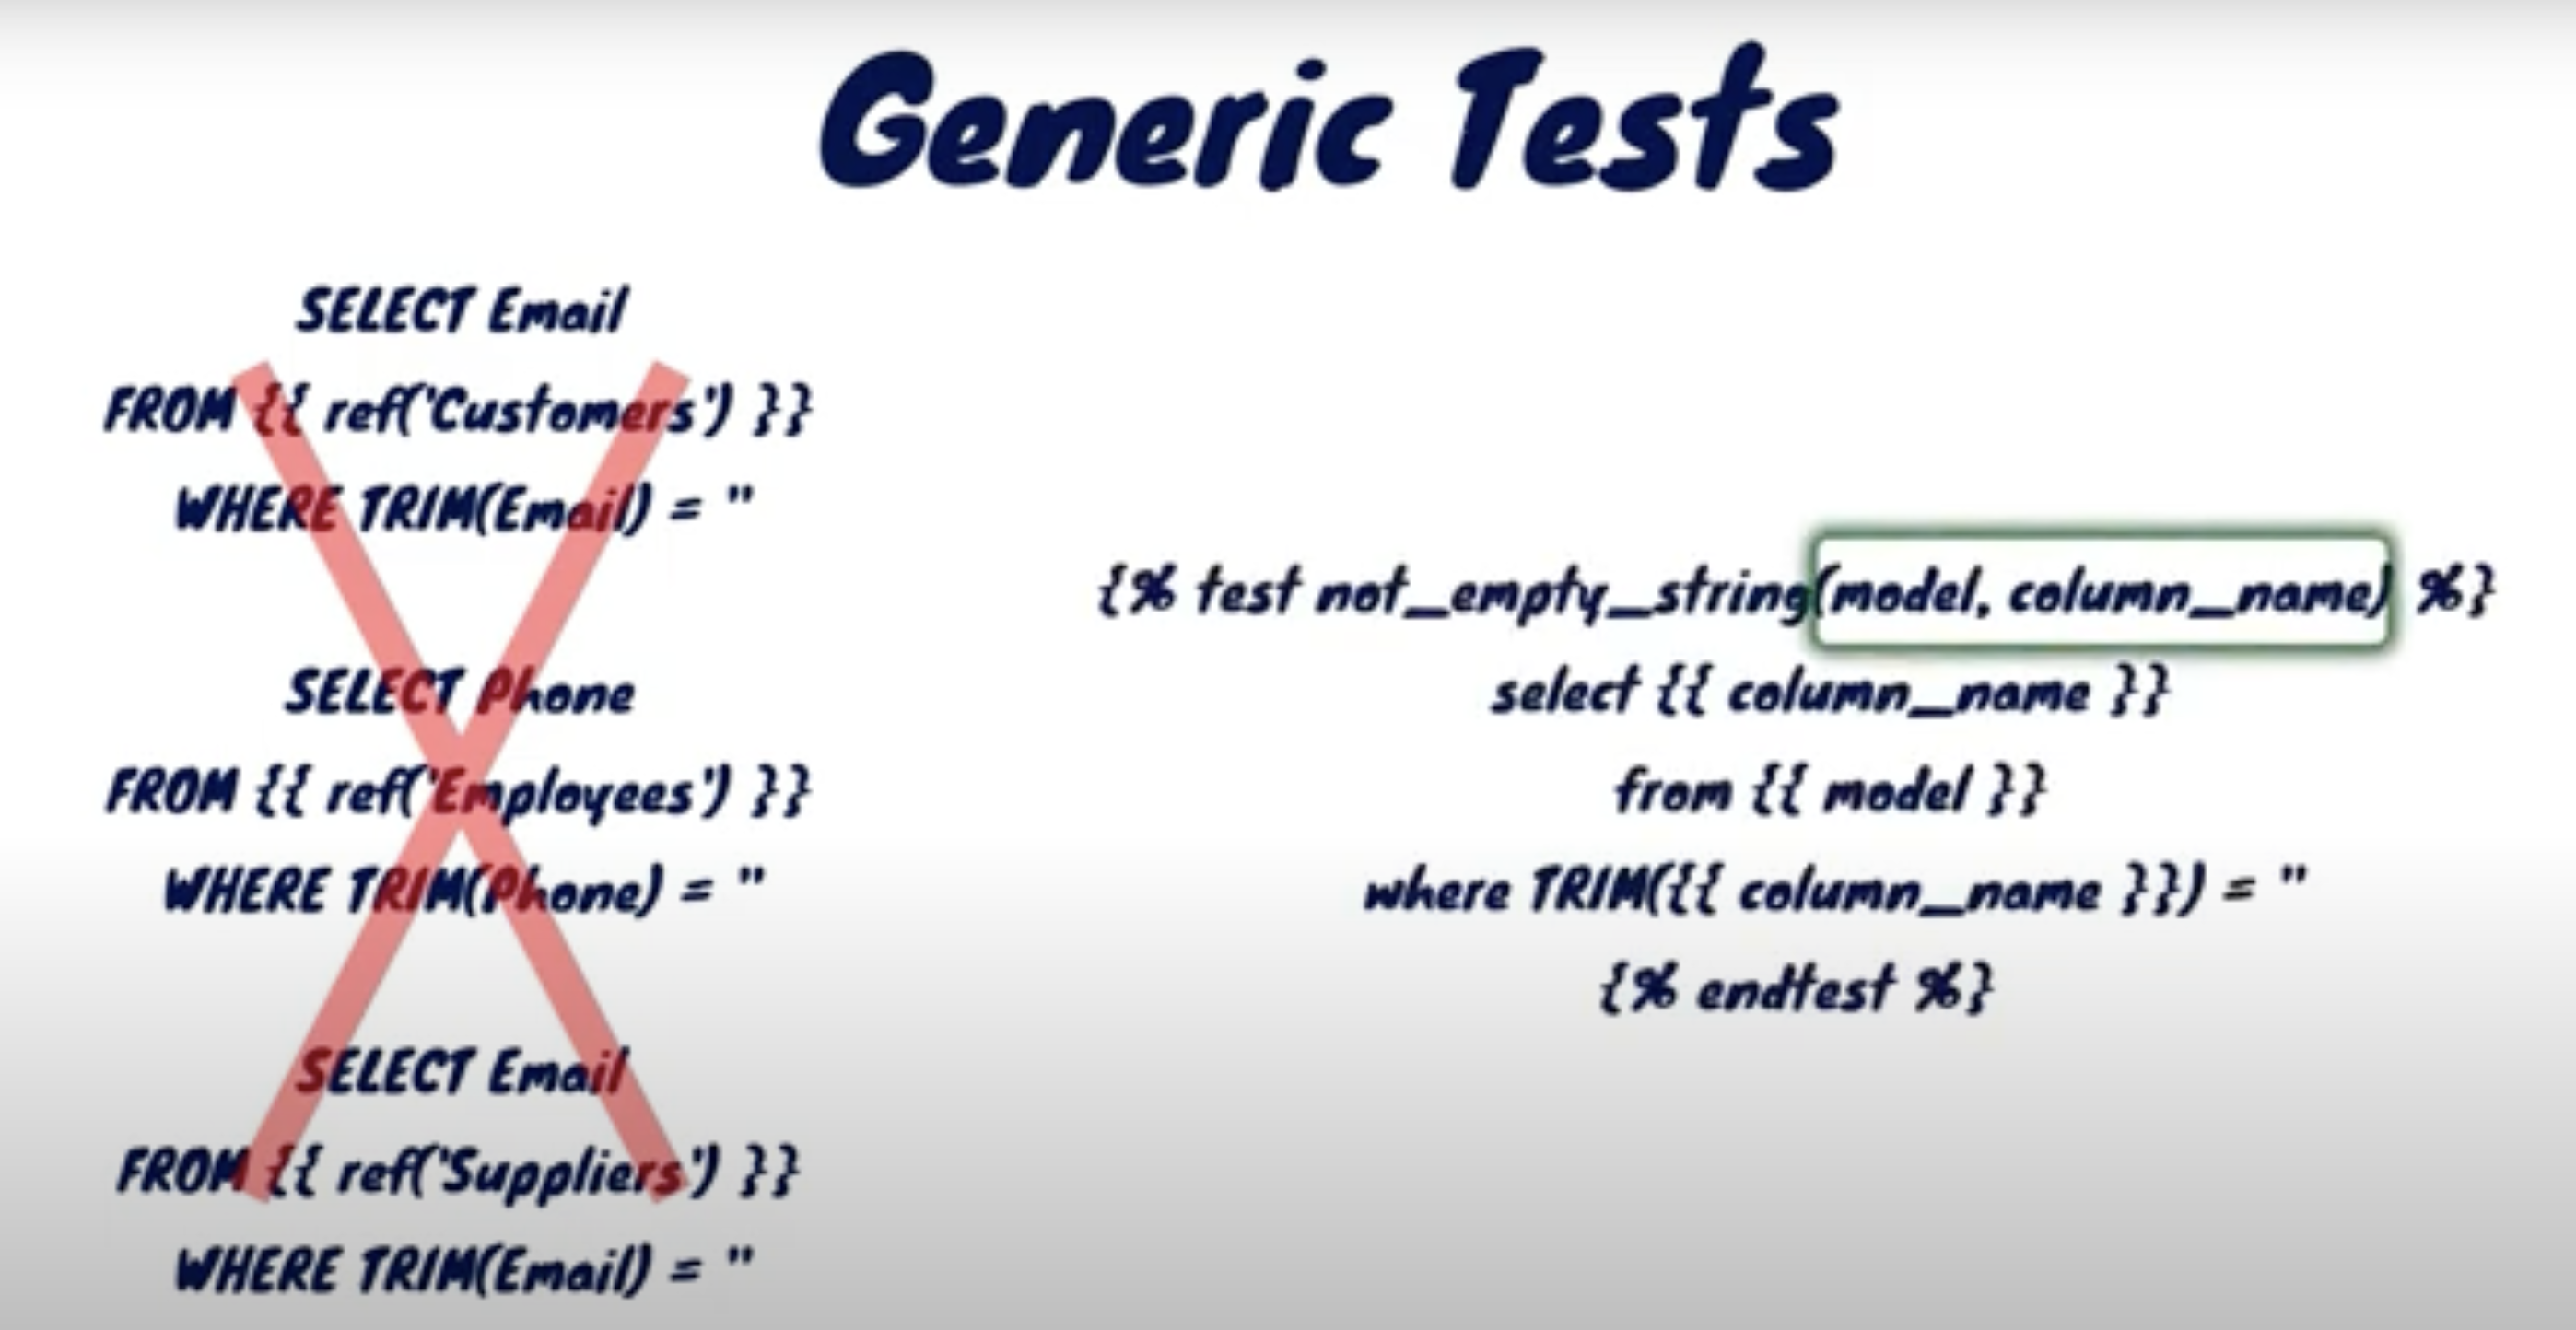 Generic Tests
SELECT Email
FROM {{ ref('Customers') }}
WHERE TRIM(Email) = ''
SELECT Phone
FROM {{ ref('Employees') }}
WHERE TRIM(Phone) = ''
SELECT Email
FROM {{ ref('Suppliers') }}
WHERE TRIM(Email) = ''
{% test not_empty_string(model, column_name) %}
select {{ column_name }}
from {{ model }}
where TRIM({{ column_name }}) = ''
{% endtest %}